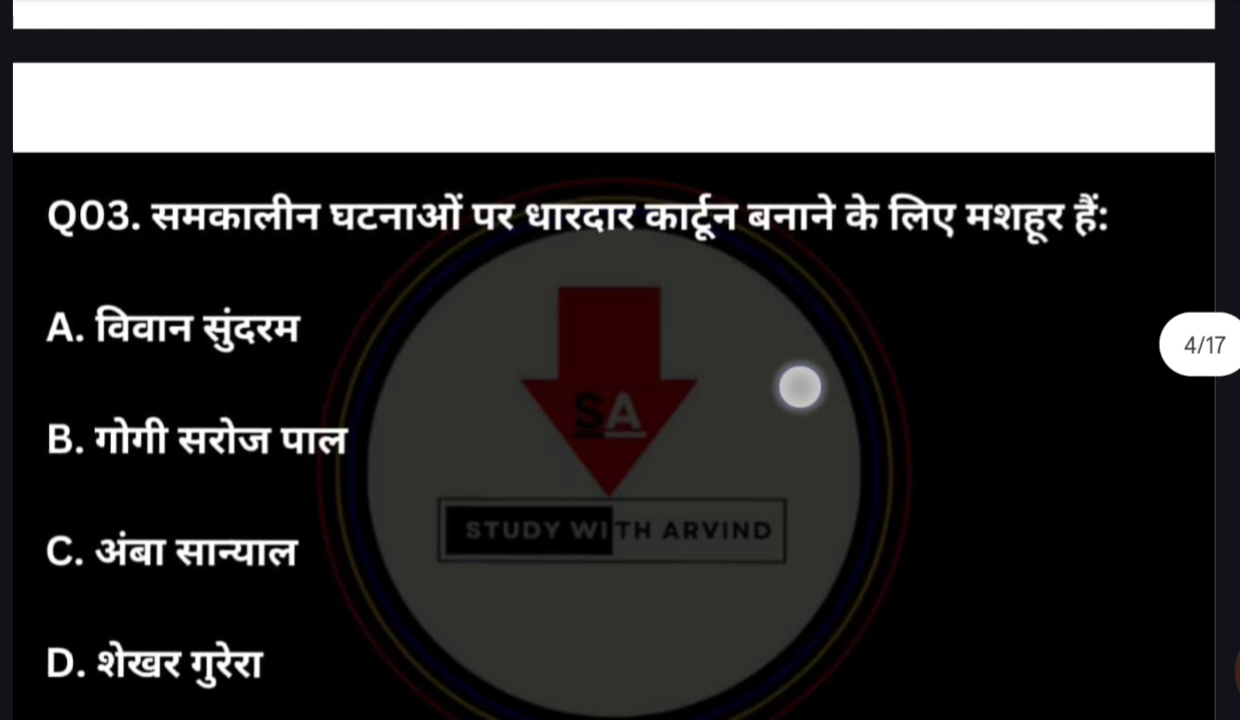 Q03. समकालीन घटनाओं पर धारदार कार्टून बनाने के लिए मशहूर हैं:
A. विवान सुंदरम
4/17
B. गोगी सरोज पाल
SA
STUDY WITH ARVIND
C. अंबा सान्याल
D. शेखर गुरेरा